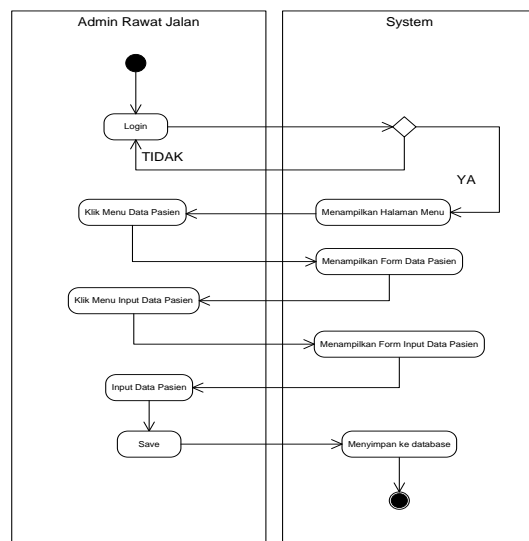 Admin Rawat Jalan
System
Login
TIDAK
YA
Klik Menu Data Pasien
Menampilkan Halaman Menu
Menampilkan Form Data Pasien
Klik Menu Input Data Pasien
Menampilkan Form Input Data Pasien
Input Data Pasien
Save
Menyimpan ke database